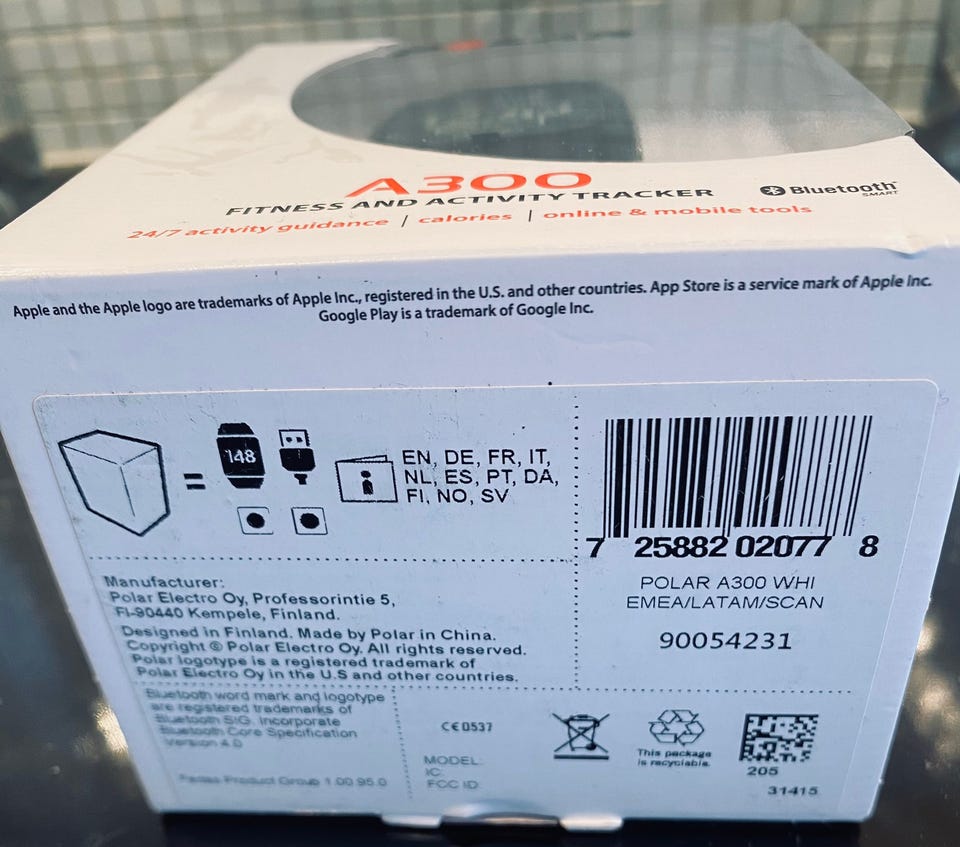 A300
FITNESS AND ACTIVITY TRACKER
Bluetooth®
SMART
24/7 activity guidance | calories | online & mobile tools
Apple and the Apple logo are trademarks of Apple Inc., registered in the U.S. and other countries. App Store is a service mark of Apple Inc.
Google Play is a trademark of Google Inc.
148
EN, DE, FR, IT,
NL, ES, PT, DA,
FI, NO, SV
7 25882 02077 8
POLAR A300 WHI
EMEA/LATAM/SCAN
90054231
Manufacturer:
Polar Electro Oy, Professorintie 5,
FI-90440 Kempele, Finland.
Designed in Finland. Made by Polar in China.
Copyright © Polar Electro Oy. All rights reserved.
Polar logotype is a registered trademark of
Polar Electro Oy in the U.S and other countries.
Bluetooth word mark and logotype
are registered trademarks of
Bluetooth SIG. Incorporate
Bluetooth Core Specification
Version 4.0
Product Group 1.00.95.0
CE0537
MODEL:
IC:
FCC ID
This package
is recyclable.
205
31415